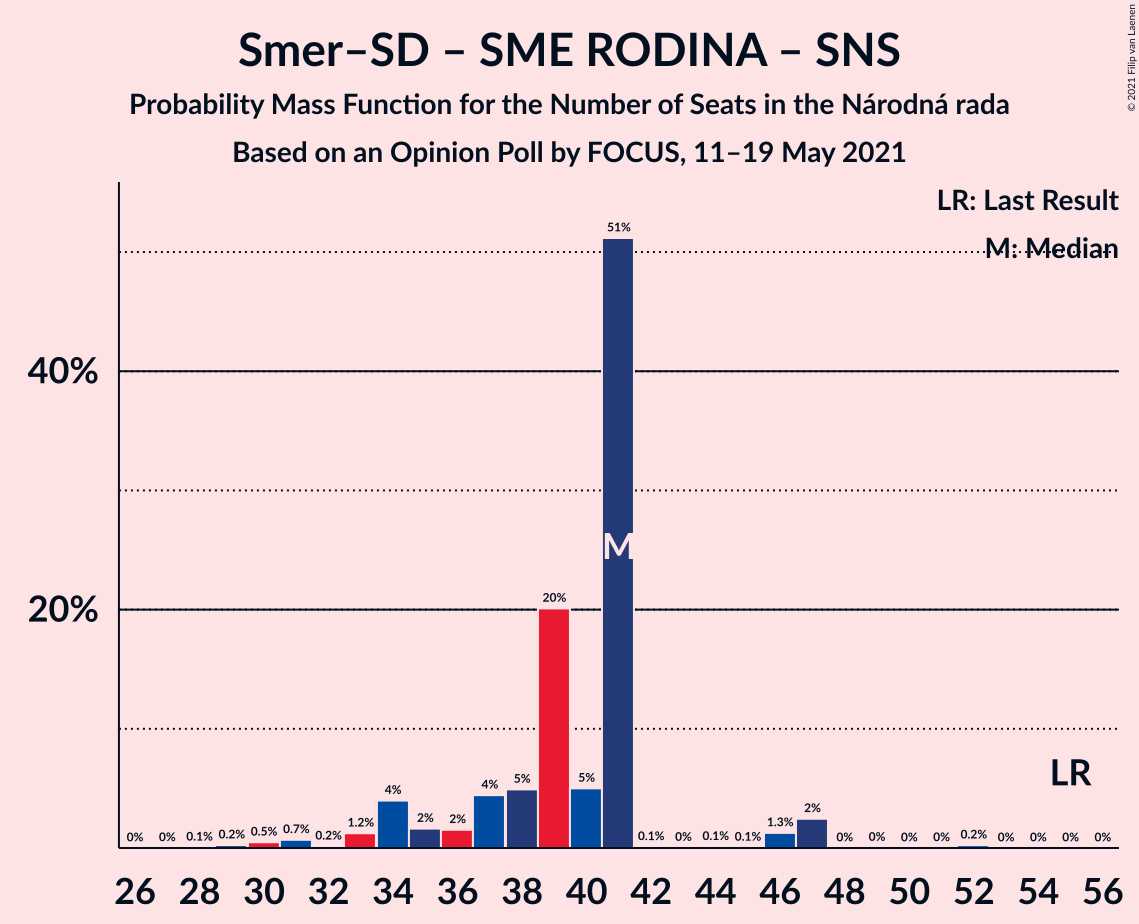 Smer–SD – SME RODINA – SNS
Probability Mass Function for the Number of Seats in the Národná rada
Based on an Opinion Poll by FOCUS, 11–19 May 2021
© 2021 Filip van Laenen
LR: Last Result
M: Median
40%
20%
0% 0% 0.1% 0.2% 0.5% 0.7% 0.2% 1.2% 4% 2% 2% 4% 5% 20% 5% 51% 0.1% 0% 0.1% 0.1% 1.3% 2% 0% 0% 0% 0% 0.2% 0% 0% 0% 0%
M
LR
26 28 30 32 34 36 38 40 42 44 46 48 50 52 54 56